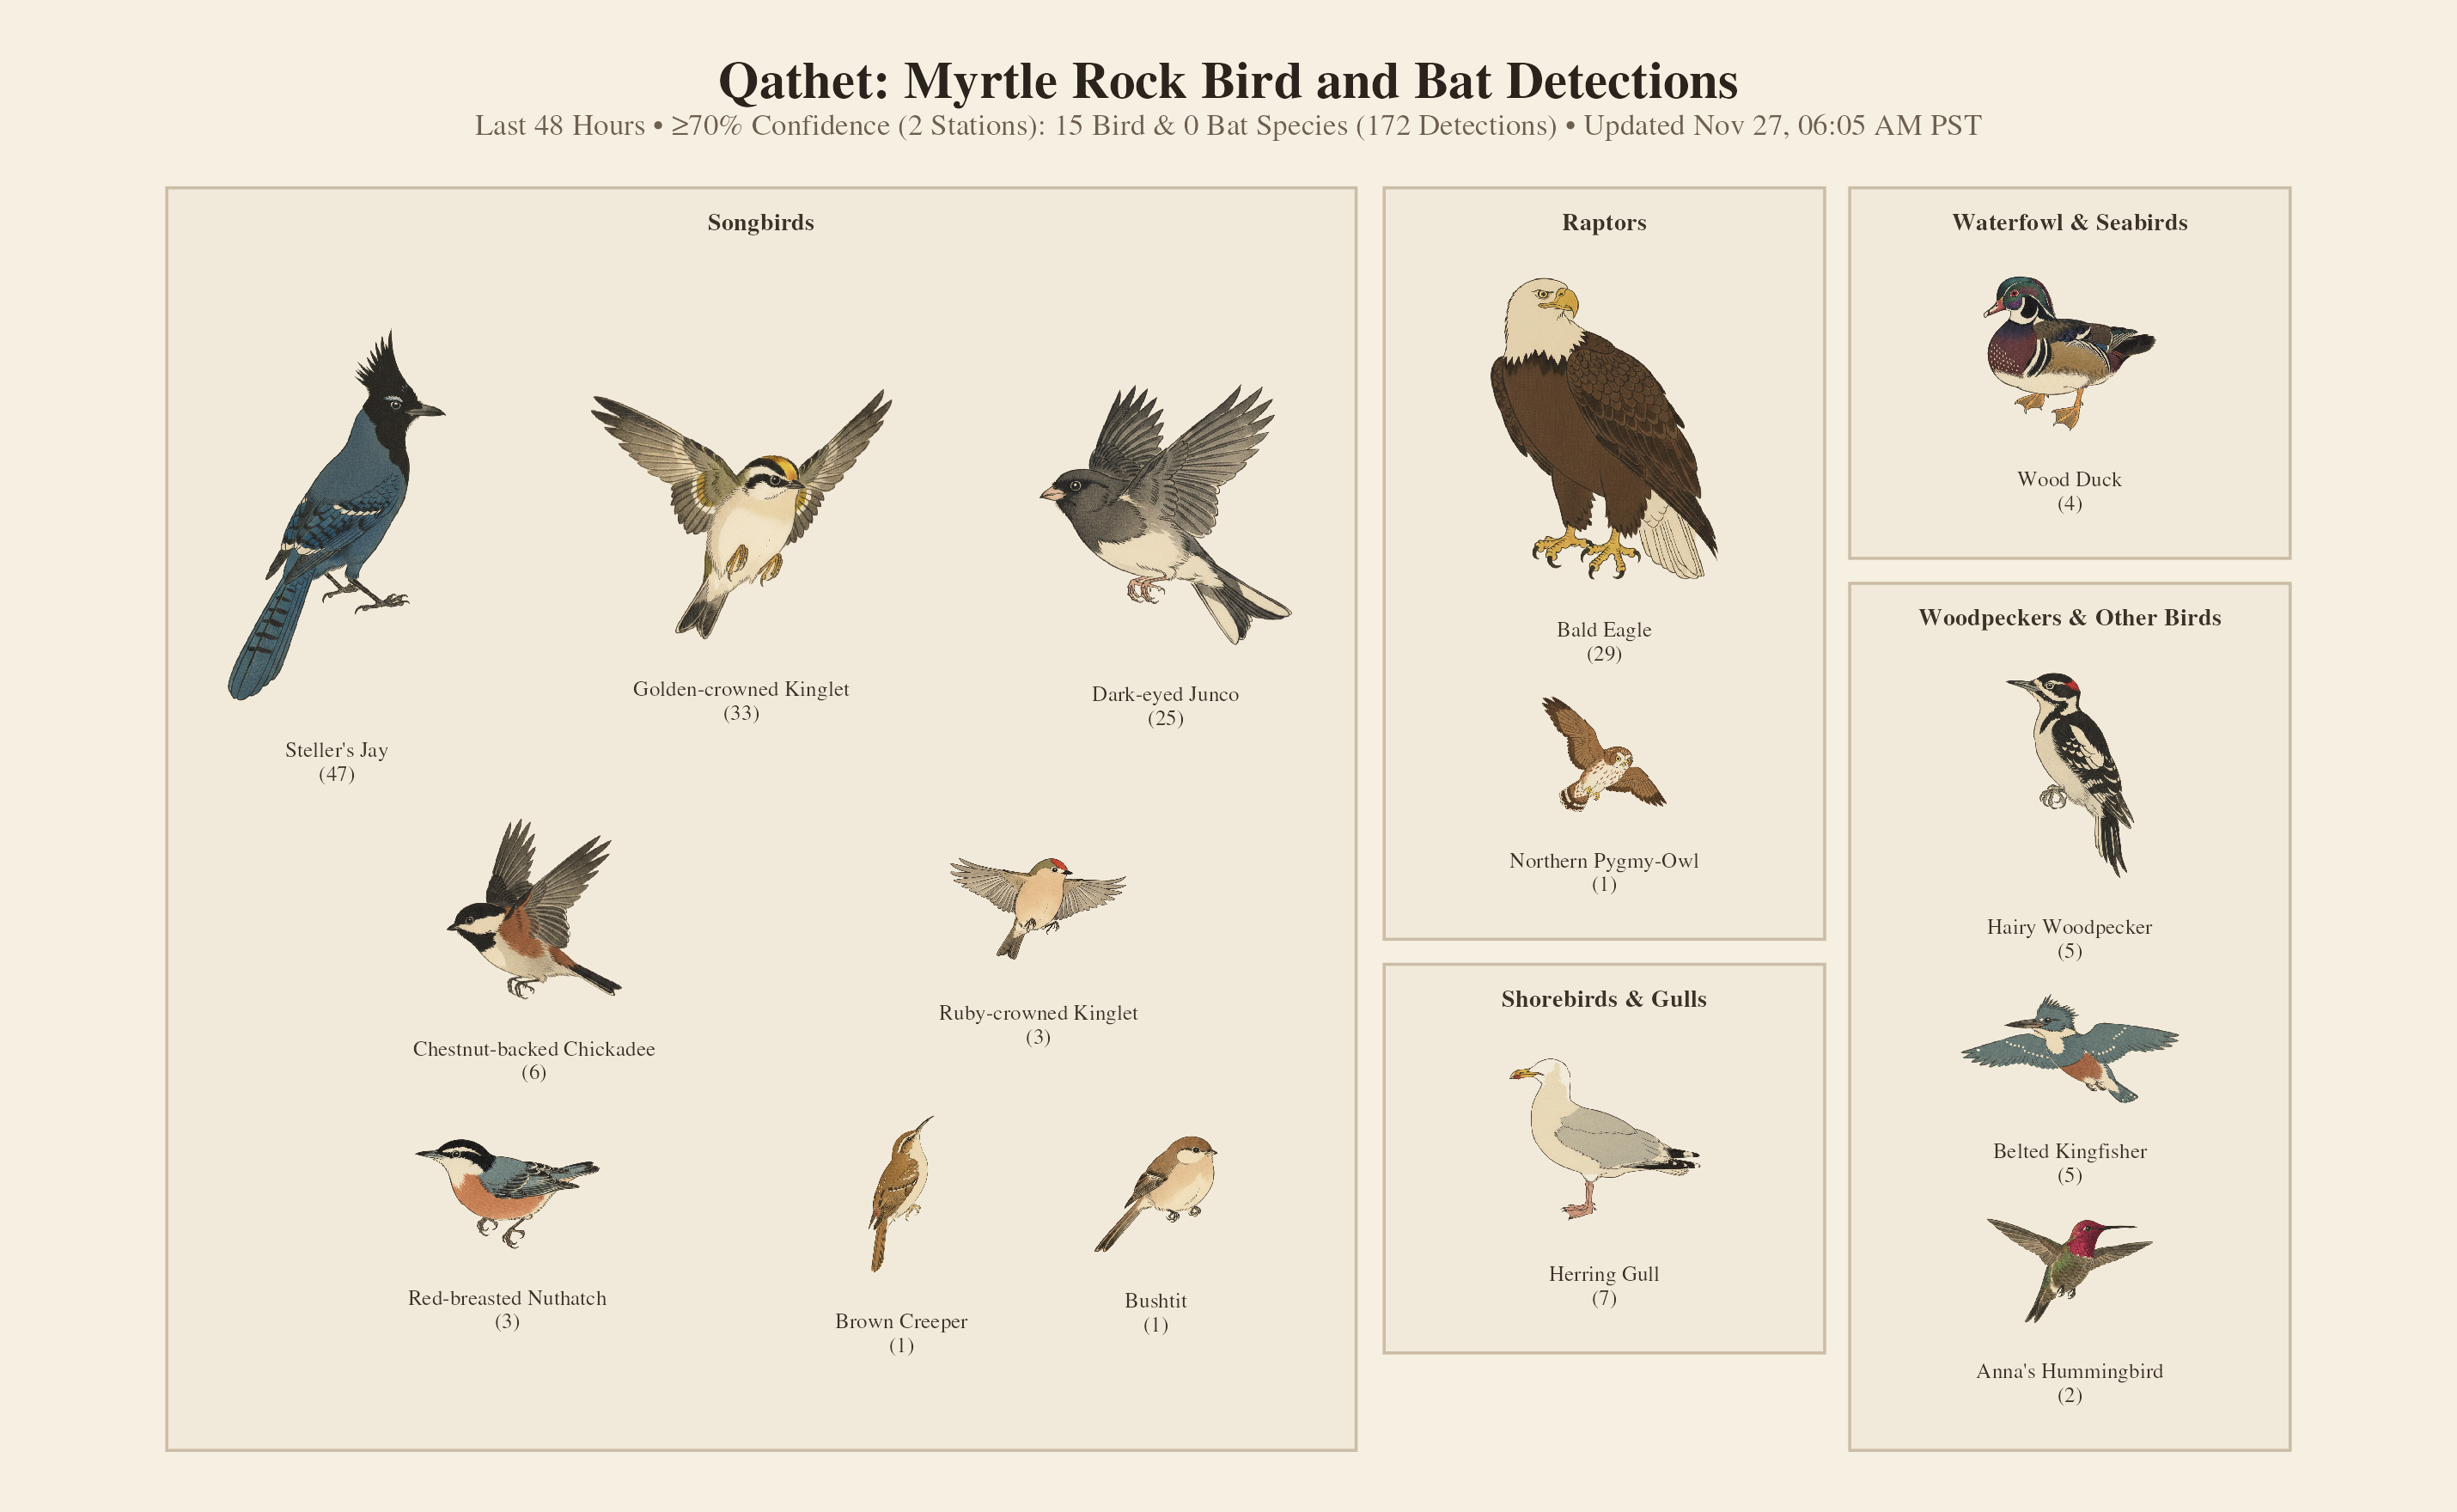 Qathet: Myrtle Rock Bird and Bat Detections
Last 48 Hours • ≥70% Confidence (2 Stations): 15 Bird & 0 Bat Species (172 Detections) • Updated Nov 27, 06:05 AM PST
Songbirds
Steller's Jay
(47)
Golden-crowned Kinglet
(33)
Dark-eyed Junco
(25)
Chestnut-backed Chickadee
(6)
Ruby-crowned Kinglet
(3)
Red-breasted Nuthatch
(3)
Brown Creeper
(1)
Bushtit
(1)
Raptors
Bald Eagle
(29)
Northern Pygmy-Owl
(1)
Shorebirds & Gulls
Herring Gull
(7)
Waterfowl & Seabirds
Wood Duck
(4)
Woodpeckers & Other Birds
Hairy Woodpecker
(5)
Belted Kingfisher
(5)
Anna's Hummingbird
(2)